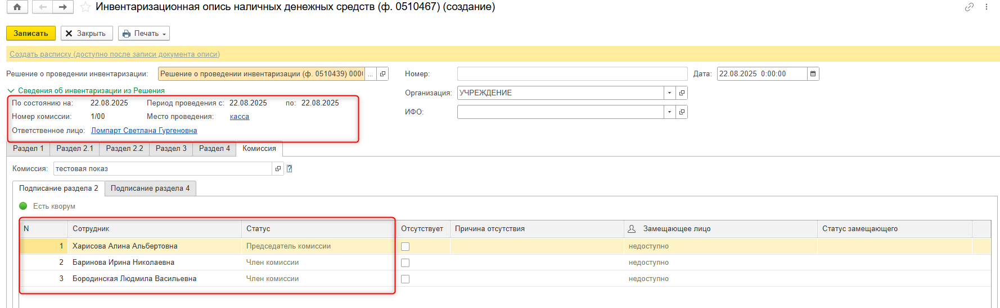 Инвентаризационная опись наличных денежных средств (ф. 0510467) (создание)
Записать Закрыть Печать
Создать расписку (доступно после записи документа описи)
Решение о проведении инвентаризации: Решение о проведении инвентаризации (ф. 0510439) 000 ... Номер: Дата: 22.08.2025 0:00:00
Сведения об инвентаризации из Решения
Организация: УЧРЕЖДЕНИЕ
По состоянию на: 22.08.2025 Период проведения с: 22.08.2025 по: 22.08.2025
ИФО:
Номер комиссии: 1/00 Место проведения: касса
Ответственное лицо: Ломпарт Светлана Гургеновна
Раздел 1 Раздел 2.1 Раздел 2.2 Раздел 3 Раздел 4 Комиссия
Комиссия: тестовая показ ?
Подписание раздела 2 Подписание раздела 4
Есть кворум
N Сотрудник Статус Отсутствует Причина отсутствия Замещающее лицо Статус замещающего
1 Харисова Алина Альбертовна Председатель комиссии недоступно
2 Баринова Ирина Николаевна Член комиссии недоступно
3 Бородинская Людмила Васильевна Член комиссии недоступно